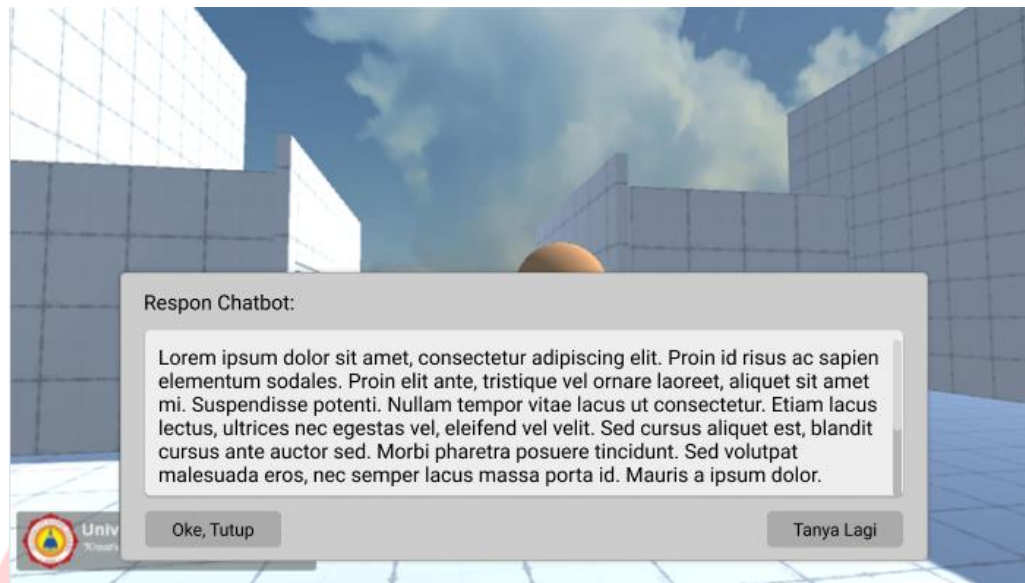 Respon Chatbot:
Lorem ipsum dolor sit amet, consectetur adipiscing elit. Proin id risus ac sapien
elementum sodales. Proin elit ante, tristique vel ornare laoreet, aliquet sit amet
mi. Suspendisse potenti. Nullam tempor vitae lacus ut consectetur. Etiam lacus
lectus, ultrices nec egestas vel, eleifend vel velit. Sed cursus aliquet est, blandit
cursus ante auctor sed. Morbi pharetra posuere tincidunt. Sed volutpat
malesuada eros, nec semper lacus massa porta id. Mauris a ipsum dolor.
Oke, Tutup
Tanya Lagi
Univ